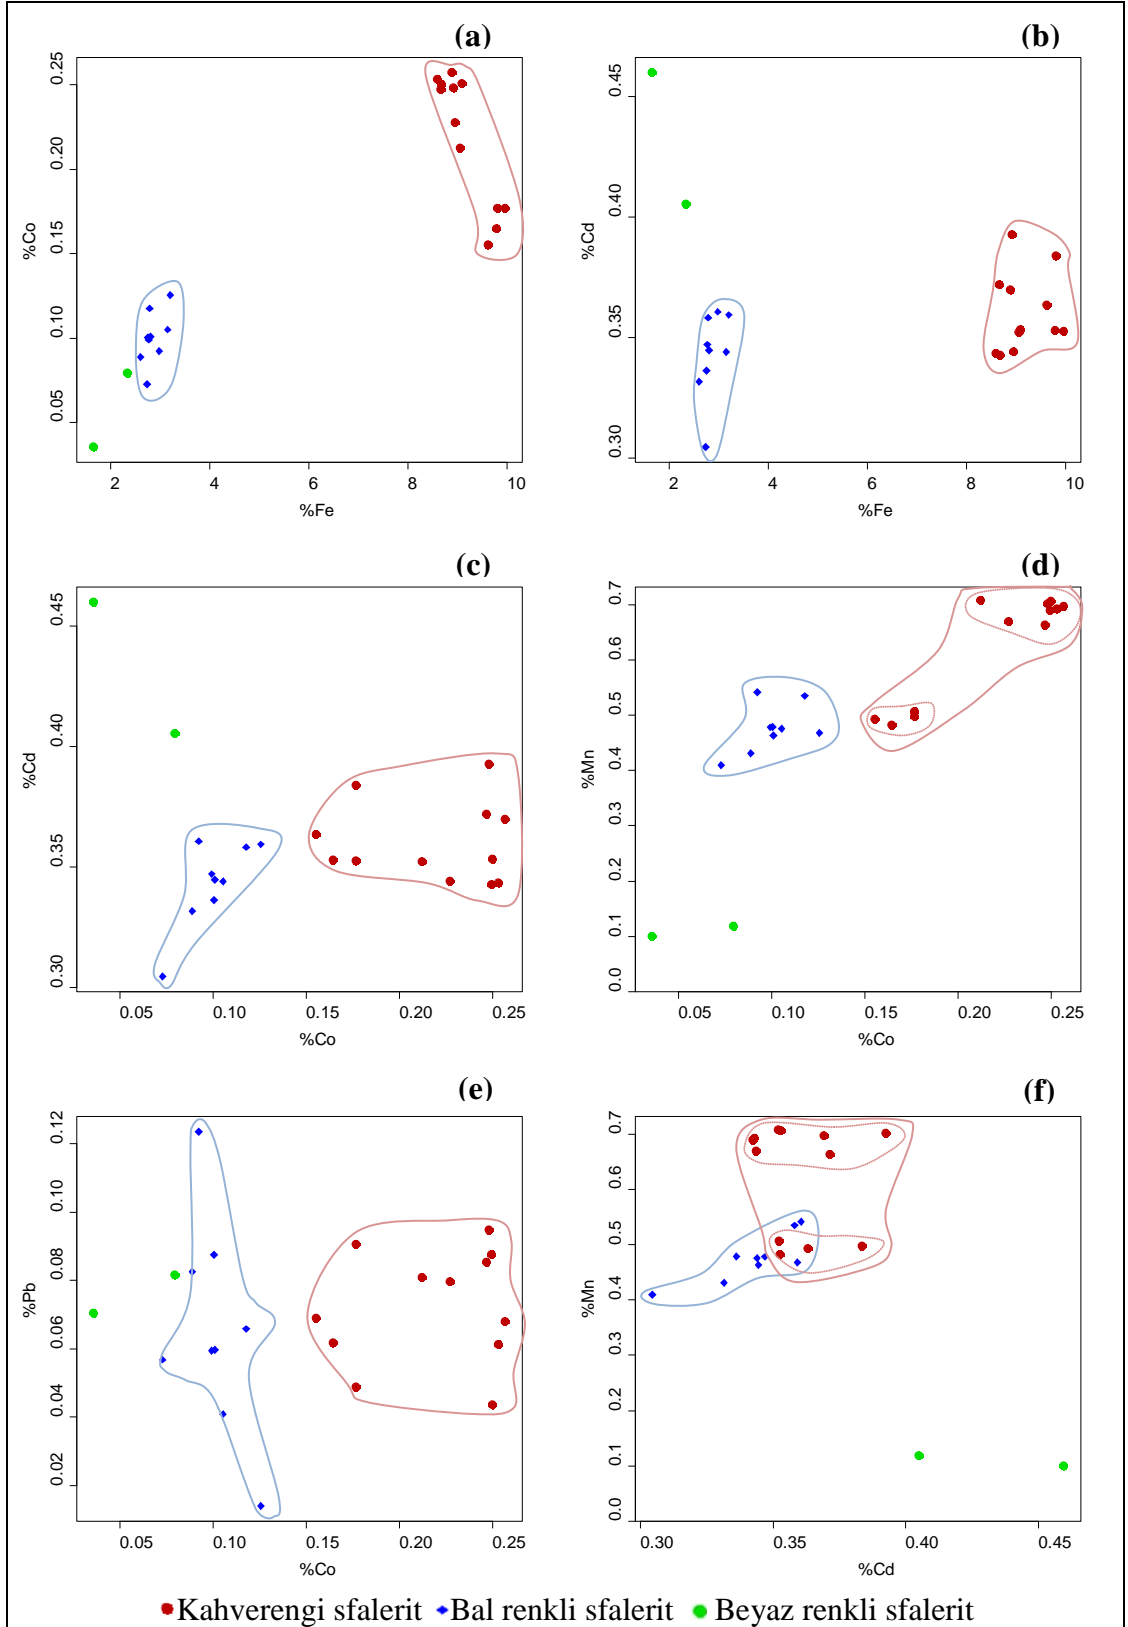 (a)
0.25
0.20
0.15
0.10
0.05
%Co
2 4 6 8 10
%Fe
(b)
0.45
0.40
0.35
0.30
%Cd
2 4 6 8 10
%Fe
(c)
0.45
0.40
0.35
0.30
%Cd
0.05 0.10 0.15 0.20 0.25
%Co
(d)
0.7
0.6
0.5
0.4
0.3
0.2
0.1
0.0
%Mn
0.05 0.10 0.15 0.20 0.25
%Co
(e)
0.12
0.10
0.08
0.06
0.04
0.02
%Pb
0.05 0.10 0.15 0.20 0.25
%Co
(f)
0.7
0.6
0.5
0.4
0.3
0.2
0.1
0.0
%Mn
0.30 0.35 0.40 0.45
%Cd
Kahverengi sfalerit Bal renkli sfalerit Beyaz renkli sfalerit